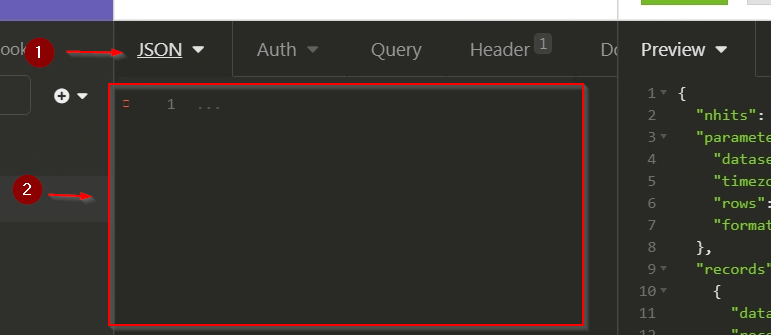 ook
1
JSON
Auth
Query
Header 1
Do
Preview
1 ...
2
1 {
2 "nhits":
3 "paramete
4 "datase
5 "timezo
6 "rows":
7 "format
8 },
9 "records"
10 {
11 "data
12